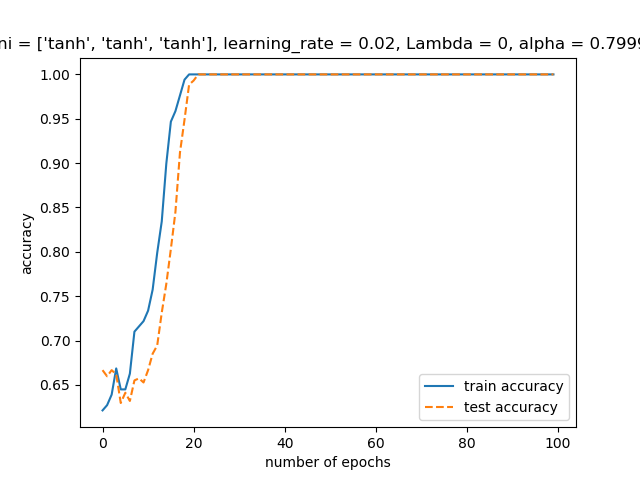 ni = ['tanh', 'tanh', 'tanh'], learning_rate = 0.02, Lambda = 0, alpha = 0.7999
1.00
0.95
0.90
0.85
0.80
0.75
0.70
0.65
accuracy
train accuracy
test accuracy
0 20 40 60 80 100
number of epochs